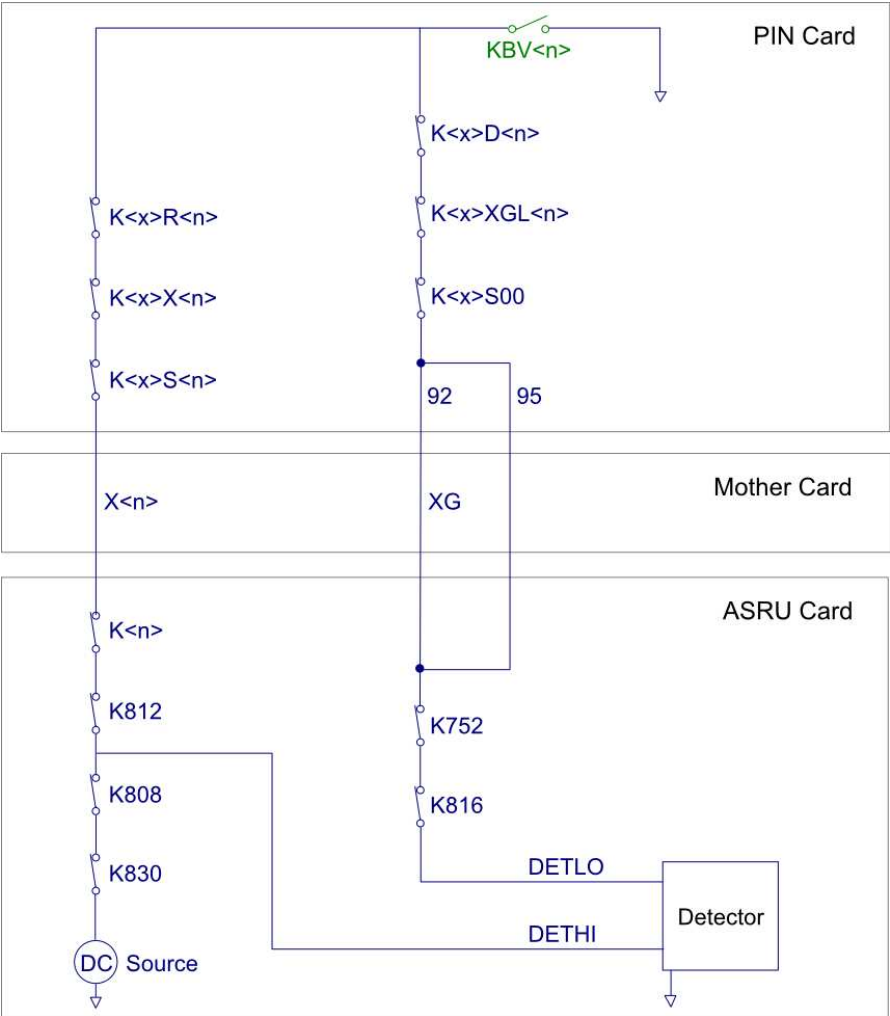 PIN Card
KBV<n>
K<x>D<n>
K<x>R<n>
K<x>XGL<n>
K<x>X<n>
K<x>S00
K<x>S<n>
92
95
Mother Card
X<n>
XG
ASRU Card
K<n>
K812
K752
K808
K816
K830
DETLO
Detector
DETHI
DC Source